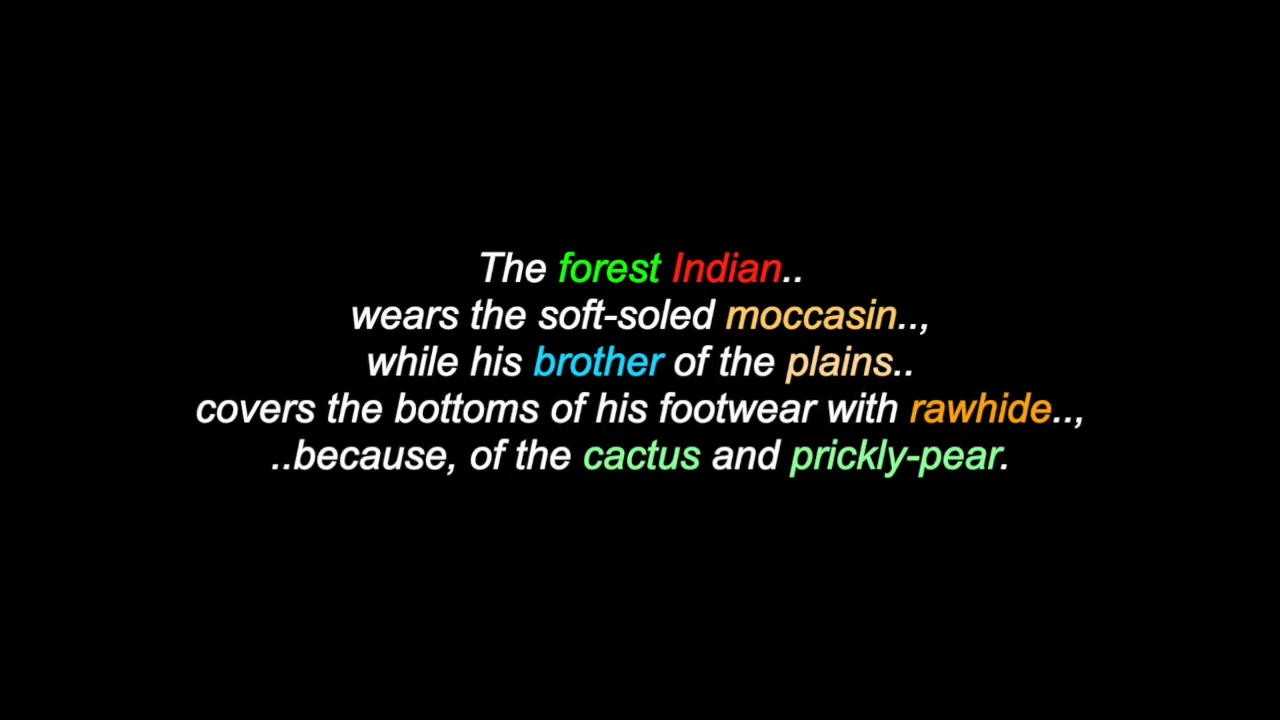 The forest Indian..
wears the soft-soled moccasin..,
while his brother of the plains..
covers the bottoms of his footwear with rawhide..,
..because, of the cactus and prickly-pear.